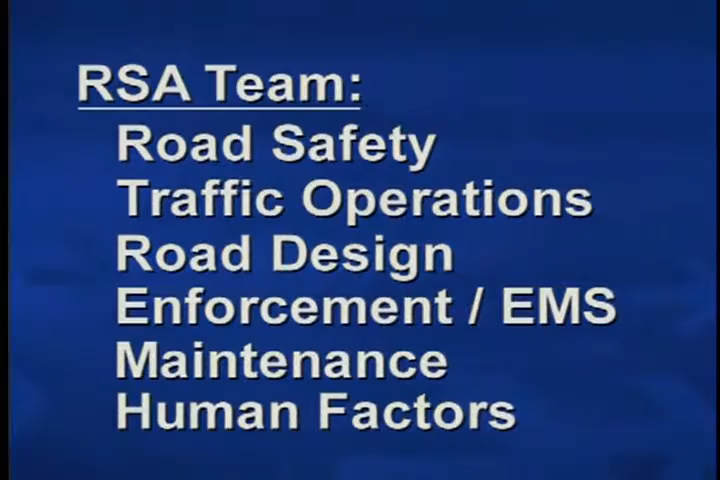 RSA Team:
Road Safety
Traffic Operations
Road Design
Enforcement / EMS
Maintenance
Human Factors